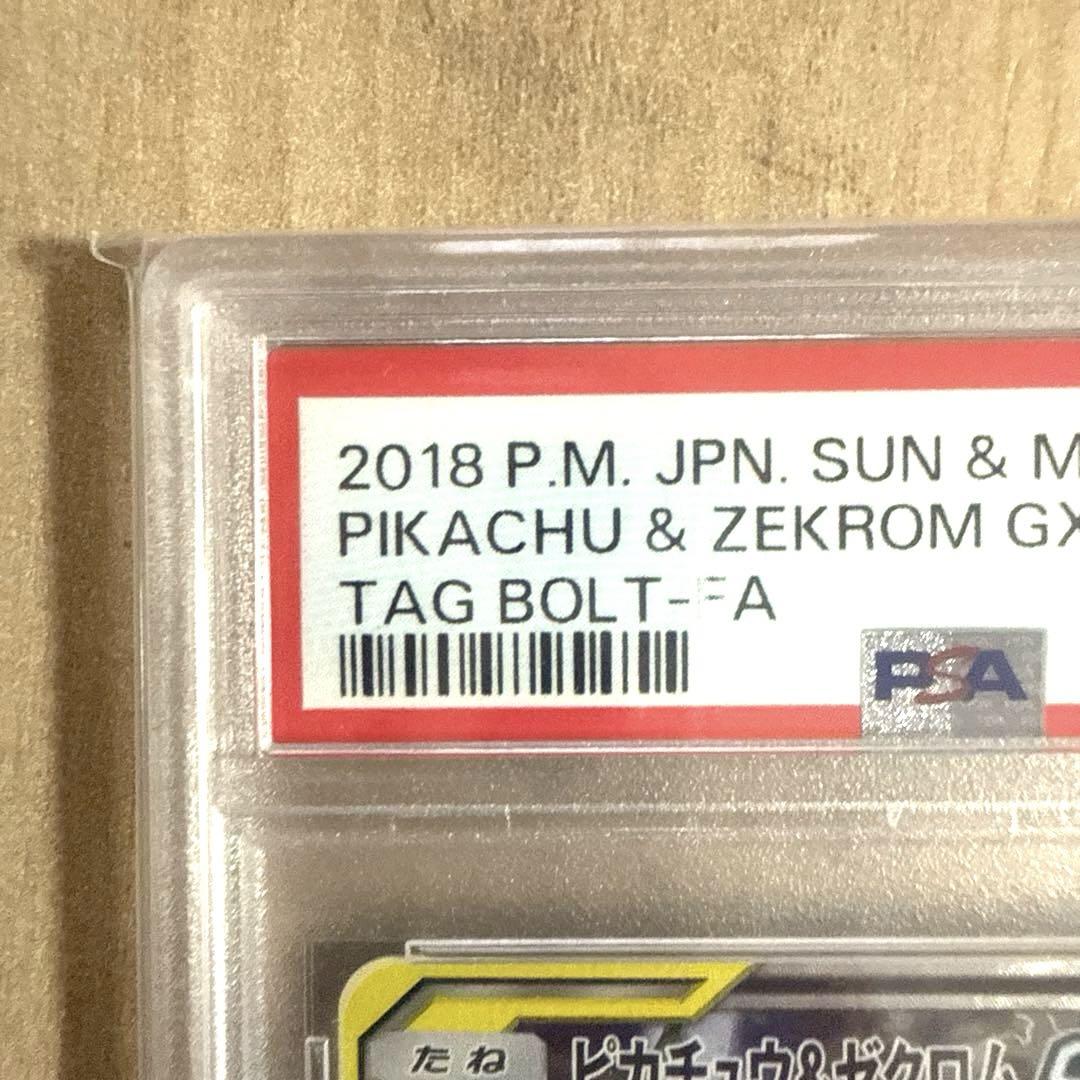 2018 P.M. JPN. SUN & M
PIKACHU & ZEKROM GX
TAG BOLT-FA
PSA
たね ピカチュウ&ゼクロム